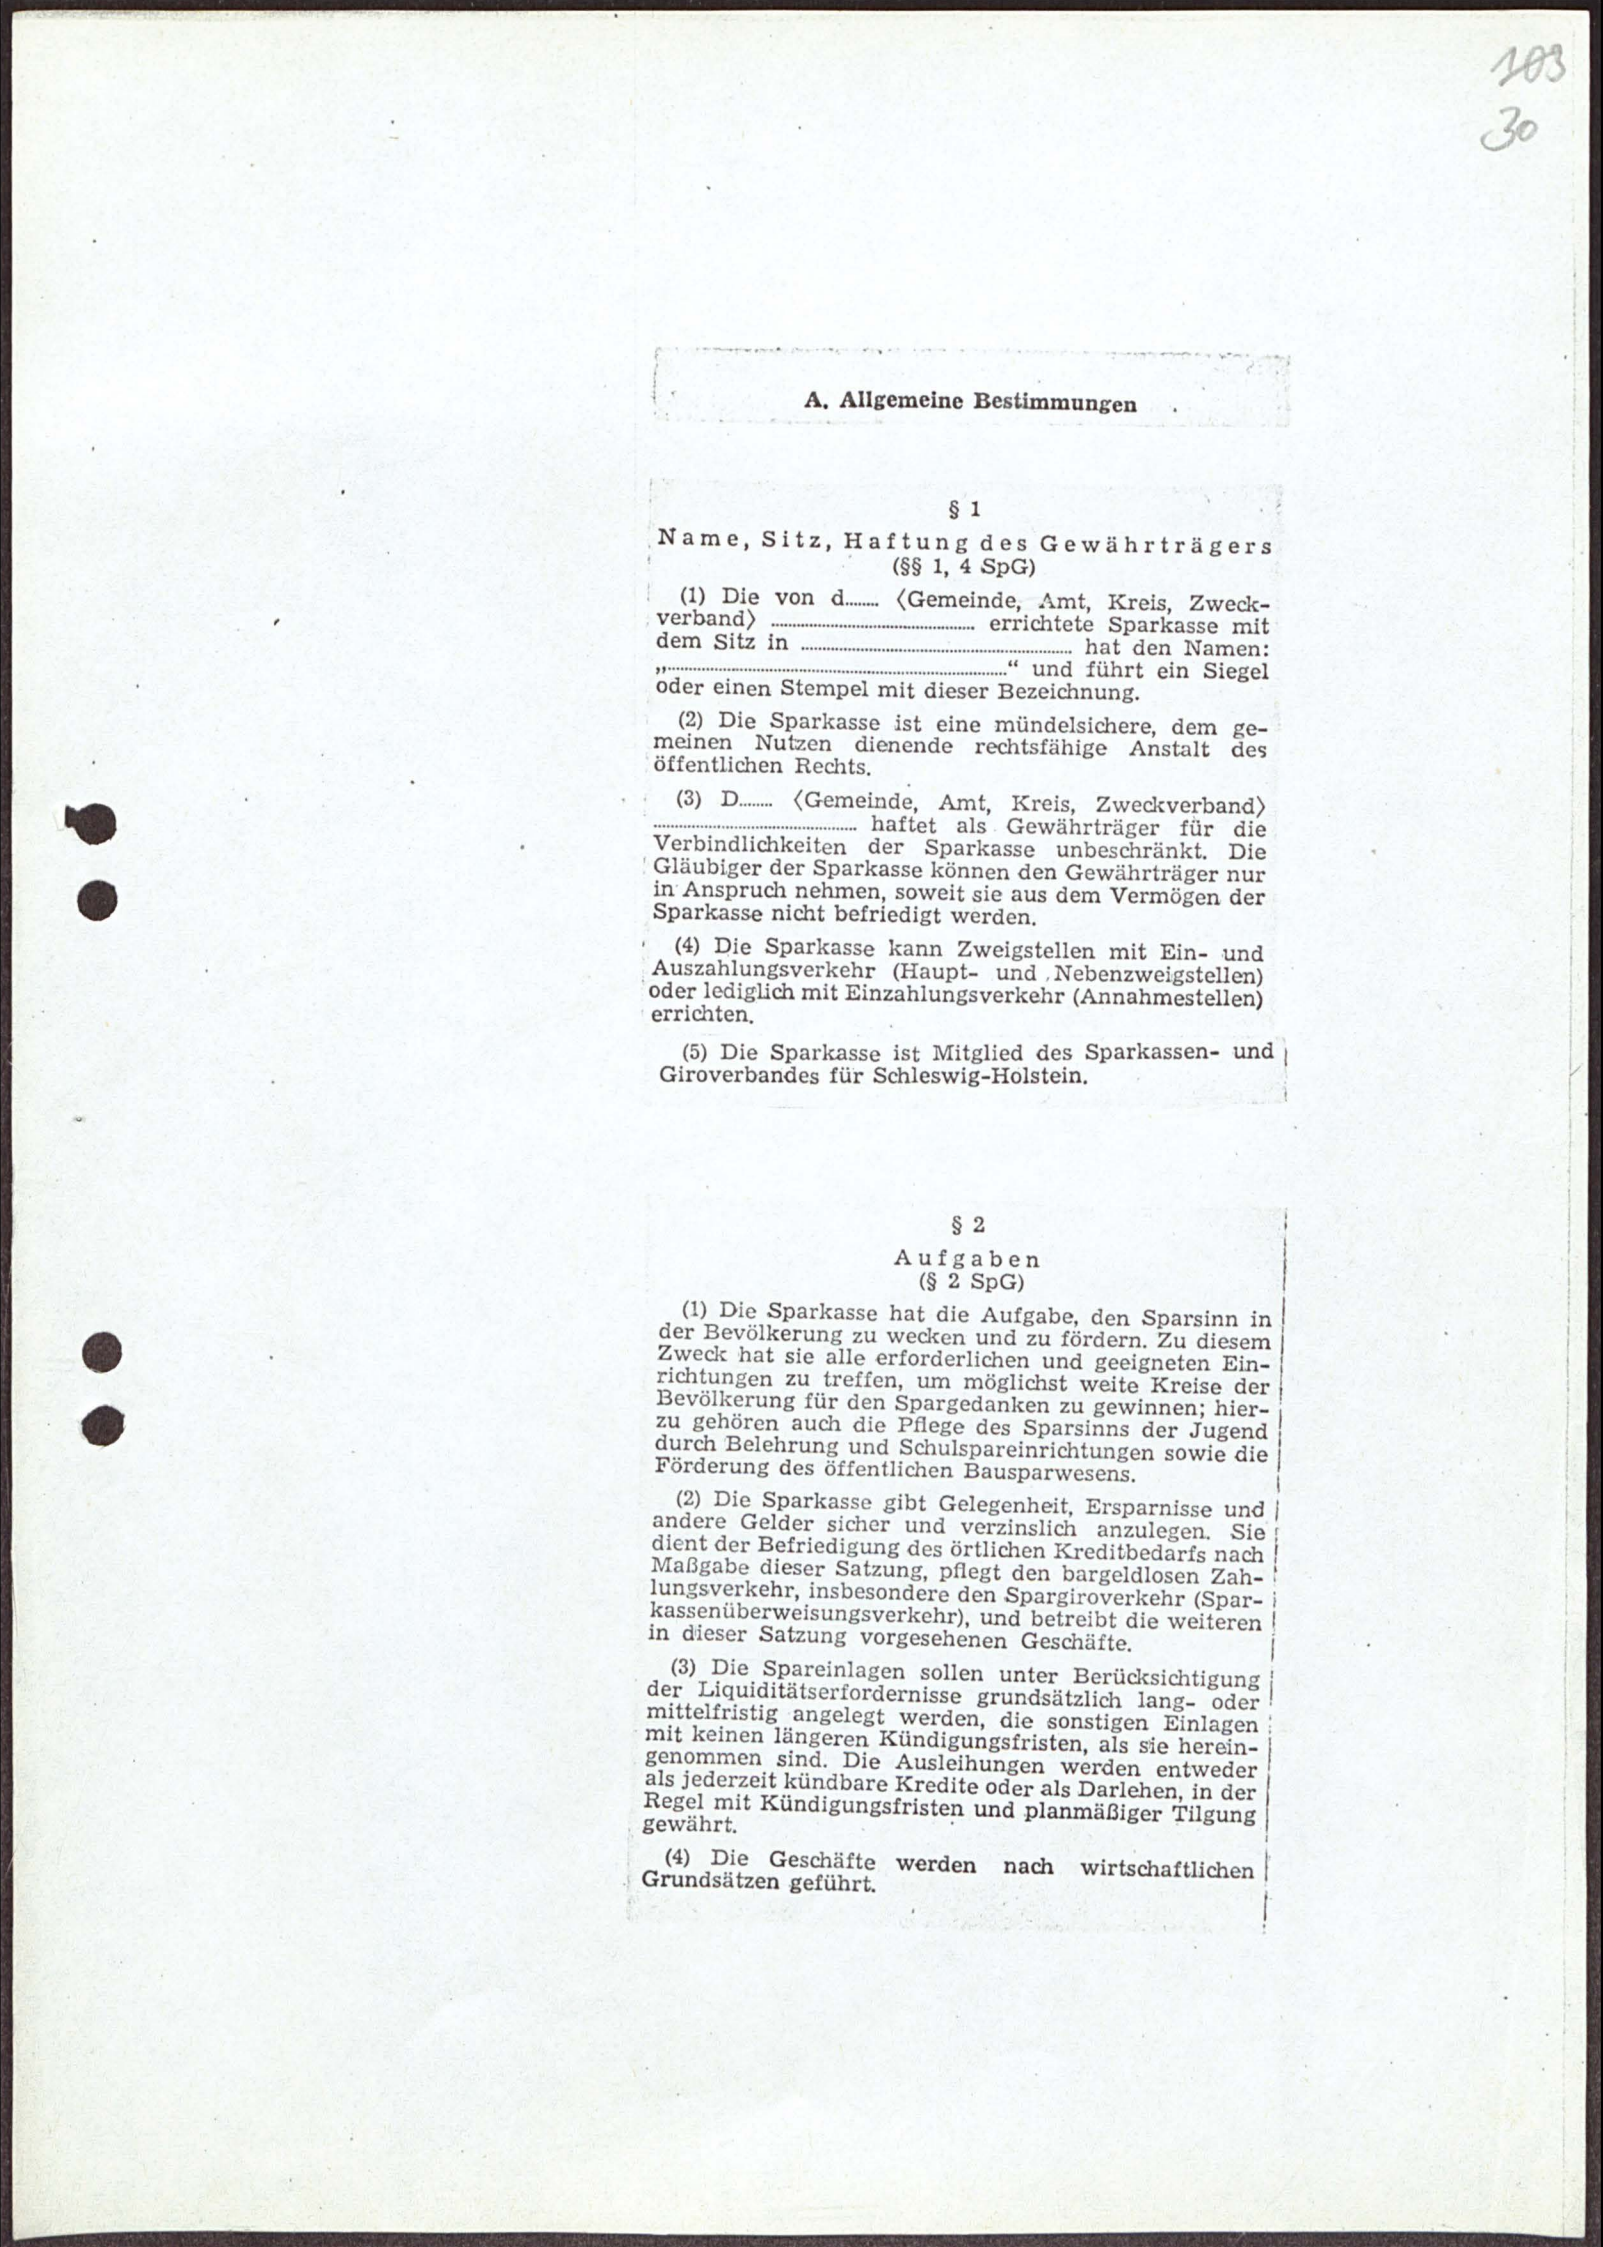 103
30
A. Allgemeine Bestimmungen
§ 1
Name, Sitz, Haftung des Gewährträgers
(§§ 1, 4 SpG)
(1) Die von d........ 〈Gemeinde, Amt, Kreis, Zweck-
verband〉 ................................................ errichtete Sparkasse mit
dem Sitz in ................................................................ hat den Namen:
„................................................................................“ und führt ein Siegel
oder einen Stempel mit dieser Bezeichnung.
(2) Die Sparkasse ist eine mündelsichere, dem ge-
meinen Nutzen dienende rechtsfähige Anstalt des
öffentlichen Rechts.
(3) D........ 〈Gemeinde, Amt, Kreis, Zweckverband〉
................................................ haftet als Gewährträger für die
Verbindlichkeiten der Sparkasse unbeschränkt. Die
Gläubiger der Sparkasse können den Gewährträger nur
in Anspruch nehmen, soweit sie aus dem Vermögen der
Sparkasse nicht befriedigt werden.
(4) Die Sparkasse kann Zweigstellen mit Ein- und
Auszahlungsverkehr (Haupt- und Nebenzweigstellen)
oder lediglich mit Einzahlungsverkehr (Annahmestellen)
errichten.
(5) Die Sparkasse ist Mitglied des Sparkassen- und
Giroverbandes für Schleswig-Holstein.
§ 2
Aufgaben
(§ 2 SpG)
(1) Die Sparkasse hat die Aufgabe, den Sparsinn in
der Bevölkerung zu wecken und zu fördern. Zu diesem
Zweck hat sie alle erforderlichen und geeigneten Ein-
richtungen zu treffen, um möglichst weite Kreise der
Bevölkerung für den Spargedanken zu gewinnen; hier-
zu gehören auch die Pflege des Sparsinns der Jugend
durch Belehrung und Schulspareinrichtungen sowie die
Förderung des öffentlichen Bausparwesens.
(2) Die Sparkasse gibt Gelegenheit, Ersparnisse und
andere Gelder sicher und verzinslich anzulegen. Sie
dient der Befriedigung des örtlichen Kreditbedarfs nach
Maßgabe dieser Satzung, pflegt den bargeldlosen Zah-
lungsverkehr, insbesondere den Spargiroverkehr (Spar-
kassenüberweisungsverkehr), und betreibt die weiteren
in dieser Satzung vorgesehenen Geschäfte.
(3) Die Spareinlagen sollen unter Berücksichtigung
der Liquiditätserfordernisse grundsätzlich lang- oder
mittelfristig angelegt werden, die sonstigen Einlagen
mit keinen längeren Kündigungsfristen, als sie herein-
genommen sind. Die Ausleihungen werden entweder
als jederzeit kündbare Kredite oder als Darlehen, in der
Regel mit Kündigungsfristen und planmäßiger Tilgung
gewährt.
(4) Die Geschäfte werden nach wirtschaftlichen
Grundsätzen geführt.